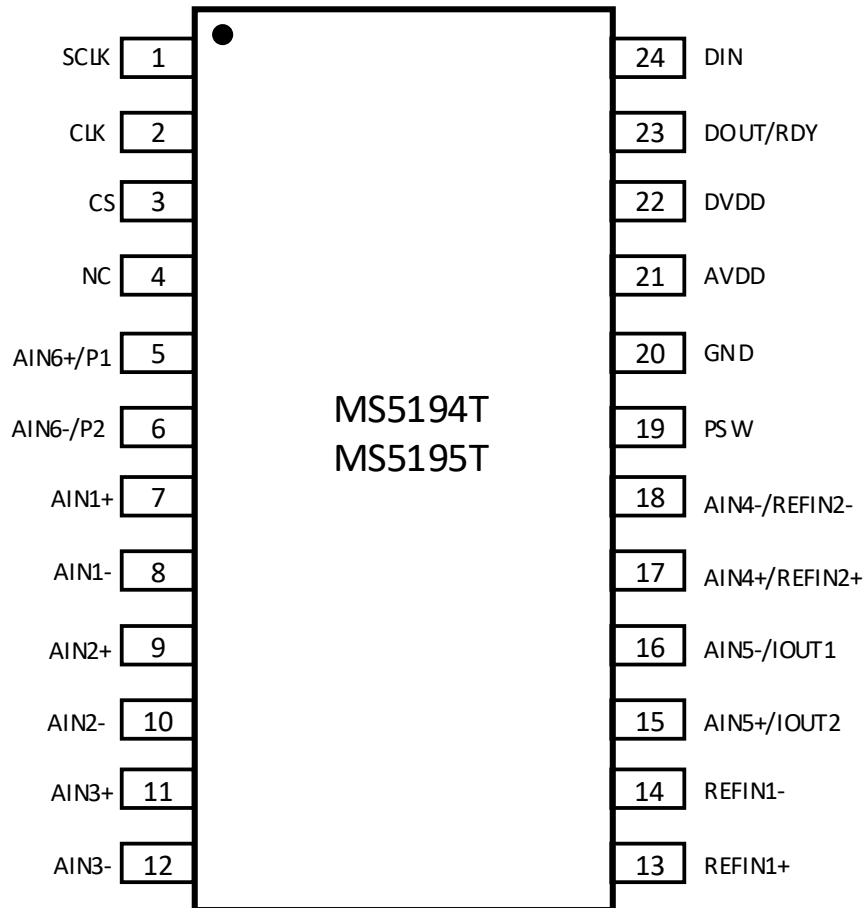 SCLK 1 24 DIN
CLK 2 23 DOUT/RDY
CS 3 22 DVDD
NC 4 21 AVDD
AIN6+/P1 5 20 GND
AIN6-/P2 6 19 PSW
MS5194T
MS5195T
AIN1+ 7 18 AIN4-/REFIN2-
AIN1- 8 17 AIN4+/REFIN2+
AIN2+ 9 16 AIN5-/IOUT1
AIN2- 10 15 AIN5+/IOUT2
AIN3+ 11 14 REFIN1-
AIN3- 12 13 REFIN1+